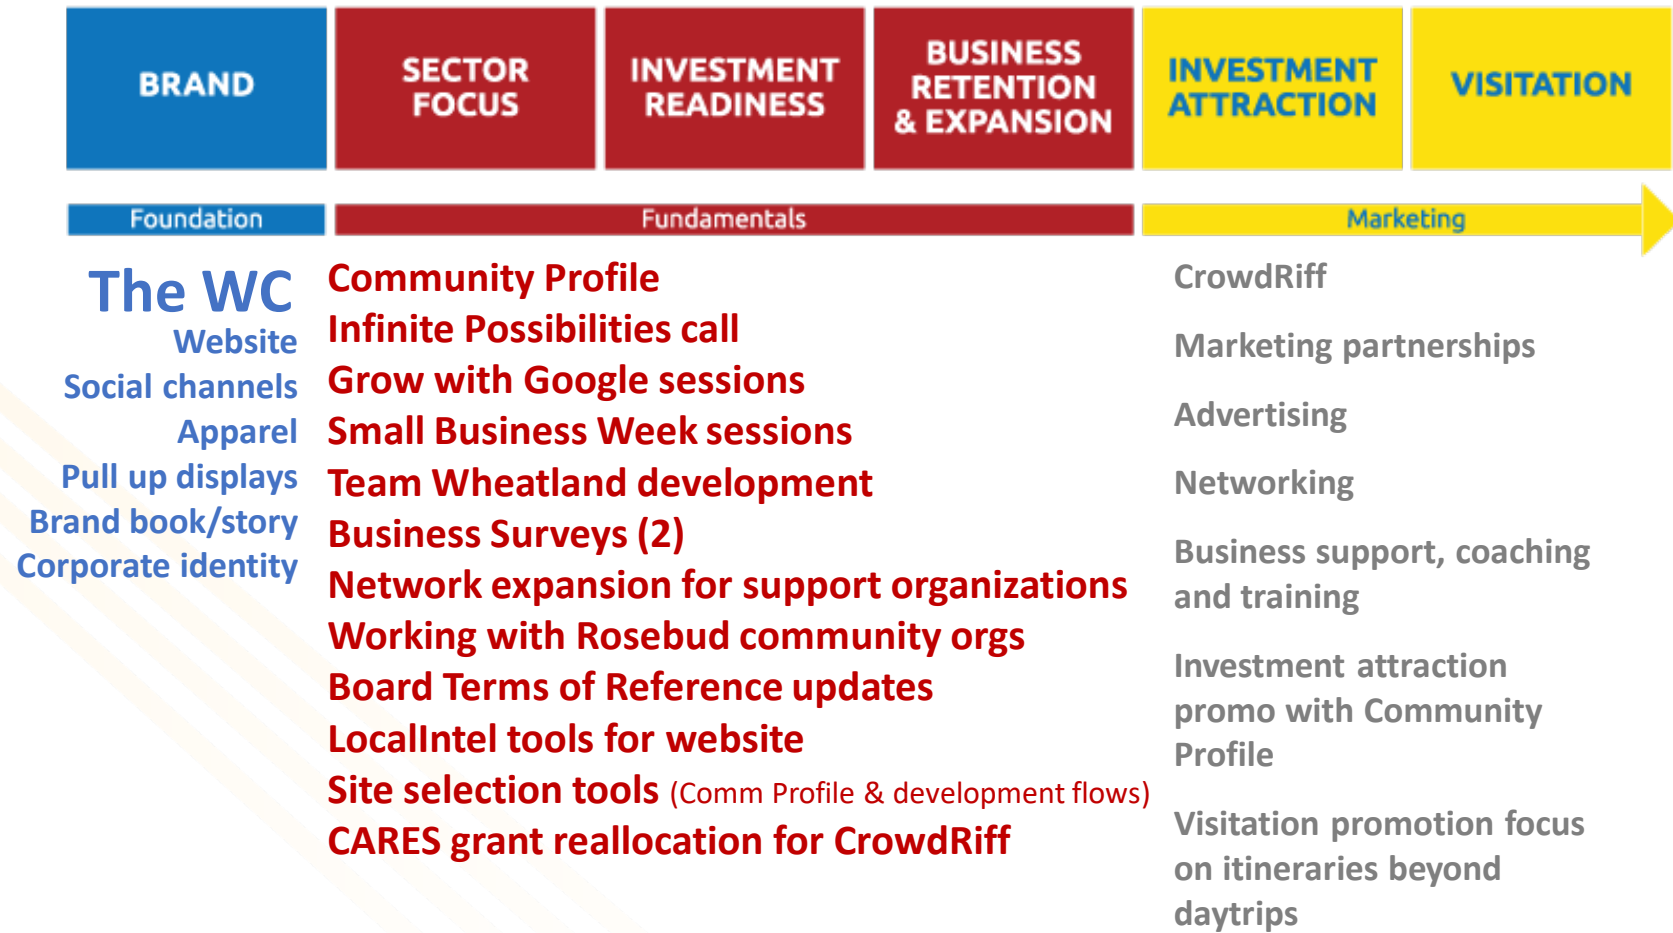 BRAND
SECTOR
FOCUS
INVESTMENT
READINESS
BUSINESS
RETENTION
& EXPANSION
INVESTMENT
ATTRACTION
VISITATION
Foundation
Fundamentals
Marketing
The WC
Website
Social channels
Apparel
Pull up displays
Brand book/story
Corporate identity
Community Profile
Infinite Possibilities call
Grow with Google sessions
Small Business Week sessions
Team Wheatland development
Business Surveys (2)
Network expansion for support organizations
Working with Rosebud community orgs
Board Terms of Reference updates
LocalIntel tools for website
Site selection tools (Comm Profile & development flows)
CARES grant reallocation for CrowdRiff
CrowdRiff
Marketing partnerships
Advertising
Networking
Business support, coaching
and training
Investment attraction
promo with Community
Profile
Visitation promotion focus
on itineraries beyond
daytrips